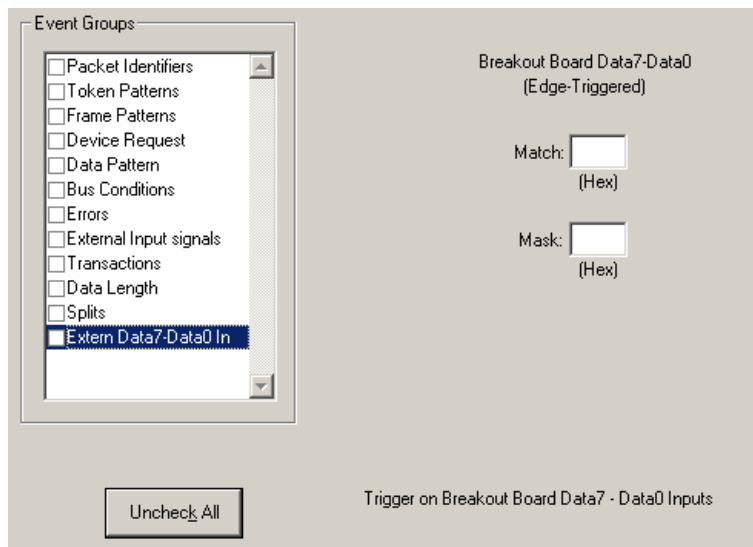 Event Groups
Packet Identifiers
Token Patterns
Frame Patterns
Device Request
Data Pattern
Bus Conditions
Errors
External Input signals
Transactions
Data Length
Splits
Extern Data7-Data0 In
Uncheck All
Breakout Board Data7-Data0
(Edge-Triggered)
Match:
(Hex)
Mask:
(Hex)
Trigger on Breakout Board Data7 - Data0 Inputs